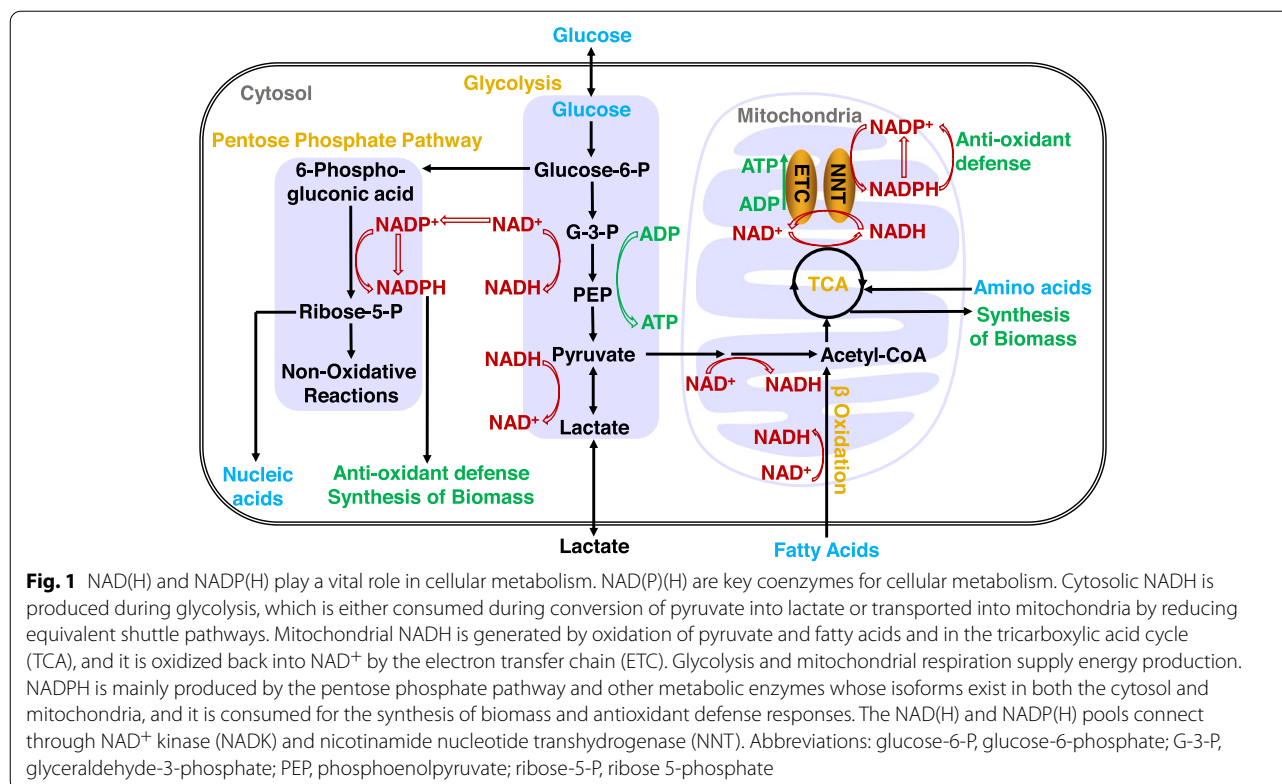 Glucose
Cytosol
Glycolysis
Glucose
Mitochondria
Pentose Phosphate Pathway
6-Phospho-
gluconic acid
Glucose-6-P
NADP+
NAD+
G-3-P
ADP
NADPH
NADH
PEP
ATP
Ribose-5-P
NADH
Pyruvate
Non-Oxidative
Reactions
NAD+
Lactate
Nucleic
acids
Anti-oxidant defense
Synthesis of Biomass
Lactate
ATP
ADP
ETC
NNT
NADP+
NADPH
Anti-oxidant
defense
NAD+
NADH
TCA
Amino acids
Synthesis
of Biomass
Acetyl-CoA
NAD+
NADH
β Oxidation
NADH
NAD+
Fatty Acids
Fig. 1 NAD(H) and NADP(H) play a vital role in cellular metabolism. NAD(P)(H) are key coenzymes for cellular metabolism. Cytosolic NADH is
produced during glycolysis, which is either consumed during conversion of pyruvate into lactate or transported into mitochondria by reducing
equivalent shuttle pathways. Mitochondrial NADH is generated by oxidation of pyruvate and fatty acids and in the tricarboxylic acid cycle
(TCA), and it is oxidized back into NAD+ by the electron transfer chain (ETC). Glycolysis and mitochondrial respiration supply energy production.
NADPH is mainly produced by the pentose phosphate pathway and other metabolic enzymes whose isoforms exist in both the cytosol and
mitochondria, and it is consumed for the synthesis of biomass and antioxidant defense responses. The NAD(H) and NADP(H) pools connect
through NAD+ kinase (NADK) and nicotinamide nucleotide transhydrogenase (NNT). Abbreviations: glucose-6-P, glucose-6-phosphate; G-3-P,
glyceraldehyde-3-phosphate; PEP, phosphoenolpyruvate; ribose-5-P, ribose 5-phosphate